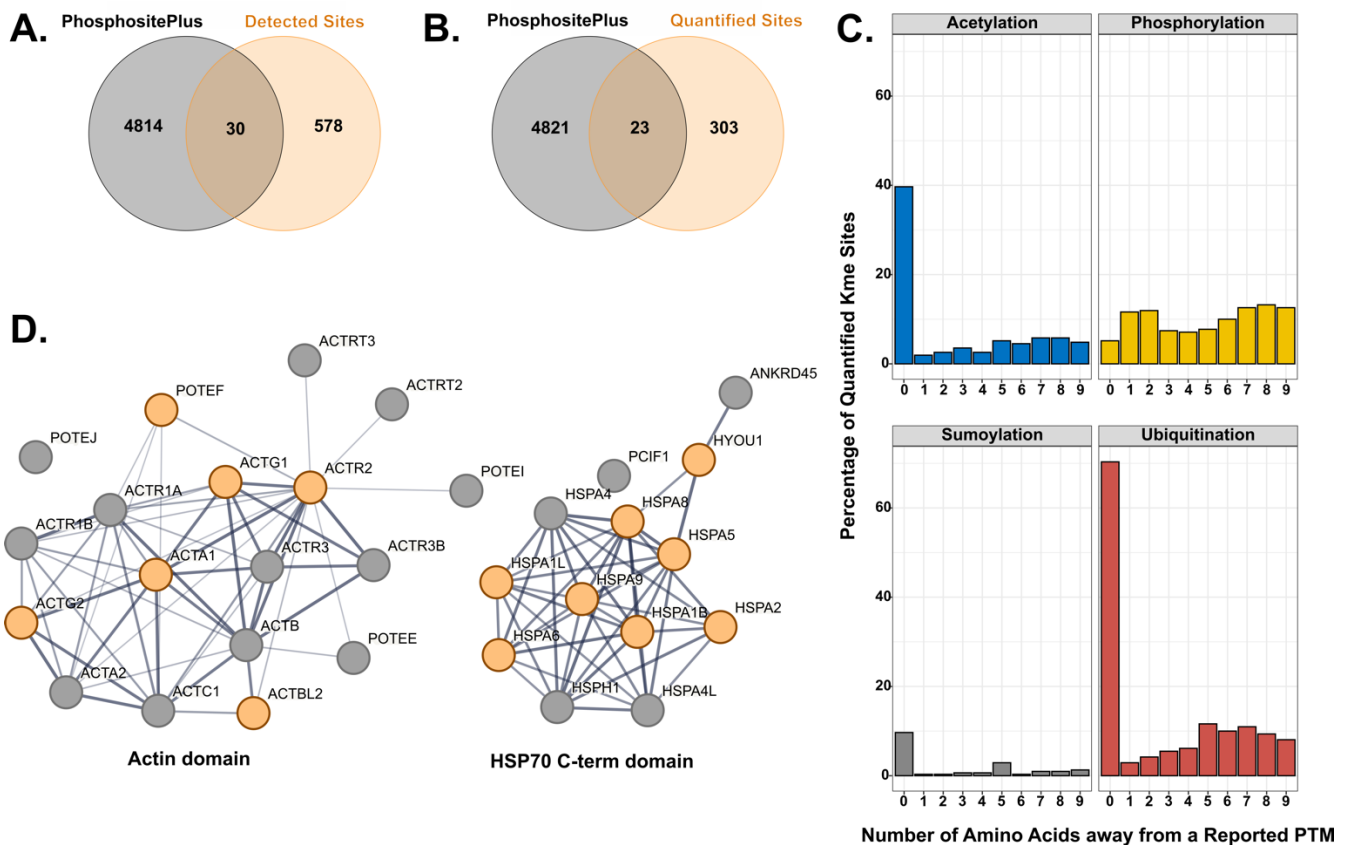 A.
PhosphositePlus
Detected Sites
4814
30
578
B.
PhosphositePlus
Quantified Sites
4821
23
303
C.
Percentage of Quantified Kme Sites
Acetylation
Phosphorylation
60
40
20
0
0 1 2 3 4 5 6 7 8 9
0 1 2 3 4 5 6 7 8 9
Sumoylation
Ubiquitination
60
40
20
0
0 1 2 3 4 5 6 7 8 9
0 1 2 3 4 5 6 7 8 9
Number of Amino Acids away from a Reported PTM
D.
ACTRT3
POTEF
ACTRT2
POTEJ
ACTG1
ACTR2
POTEI
ACTR1A
ACTR1B
ACTA1
ACTR3
ACTR3B
ACTG2
ACTB
POTEE
ACTA2
ACTC1
ACTBL2
Actin domain
ANKRD45
HYOU1
PCIF1
HSPA4
HSPA8
HSPA5
HSPA1L
HSPA9
HSPA1B
HSPA2
HSPA6
HSPH1
HSPA4L
HSP70 C-term domain